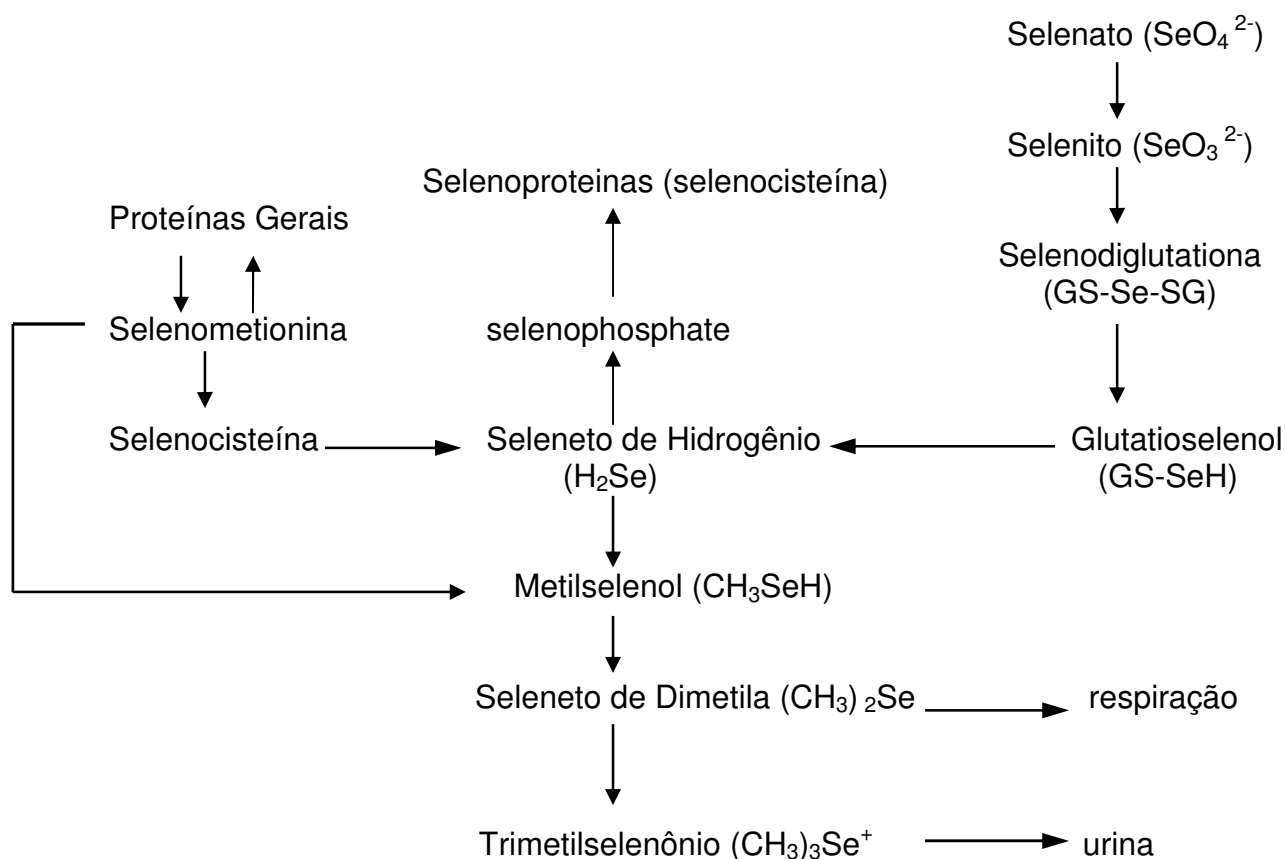 Selenato (SeO₄ ²⁻)
Selenito (SeO₃ ²⁻)
Selenoproteinas (selenocisteína)
Proteínas Gerais
Selenodiglutationa
(GS-Se-SG)
Selenometionina
selenophosphate
Selenocisteína
Seleneto de Hidrogênio
(H₂Se)
Glutatioselenol
(GS-SeH)
Metilselenol (CH₃SeH)
Seleneto de Dimetila (CH₃) ₂Se
respiração
Trimetilselenônio (CH₃)₃Se⁺
urina